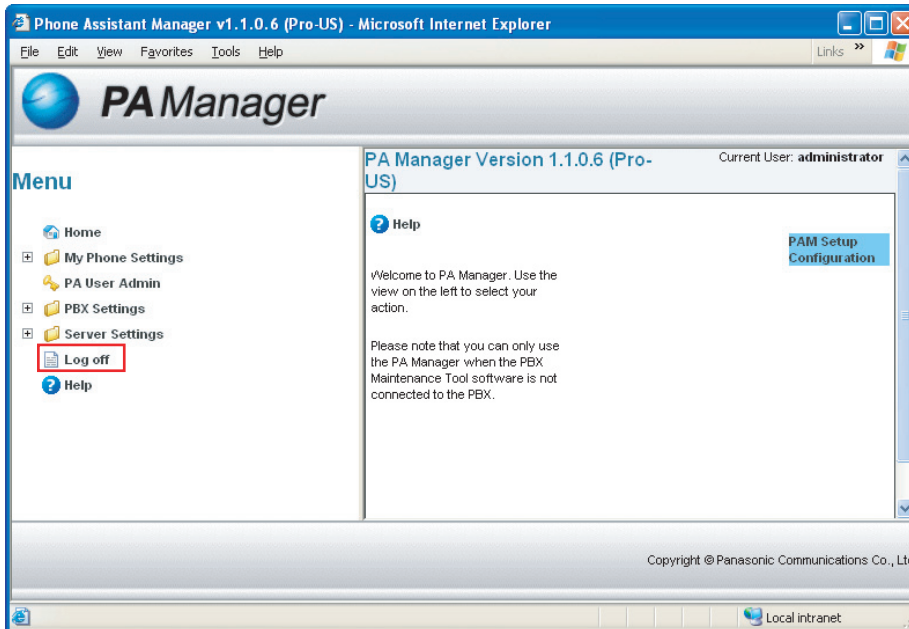 Phone Assistant Manager v1.1.0.6 (Pro-US) - Microsoft Internet Explorer
File Edit View Favorites Tools Help
Links »
PA Manager
Menu
Home
My Phone Settings
PA User Admin
PBX Settings
Server Settings
Log off
Help
PA Manager Version 1.1.0.6 (Pro-
US)
Current User: administrator
Help
PAM Setup
Configuration
Welcome to PA Manager. Use the
view on the left to select your
action.
Please note that you can only use
the PA Manager when the PBX
Maintenance Tool software is not
connected to the PBX.
Copyright © Panasonic Communications Co., Lt
Local intranet